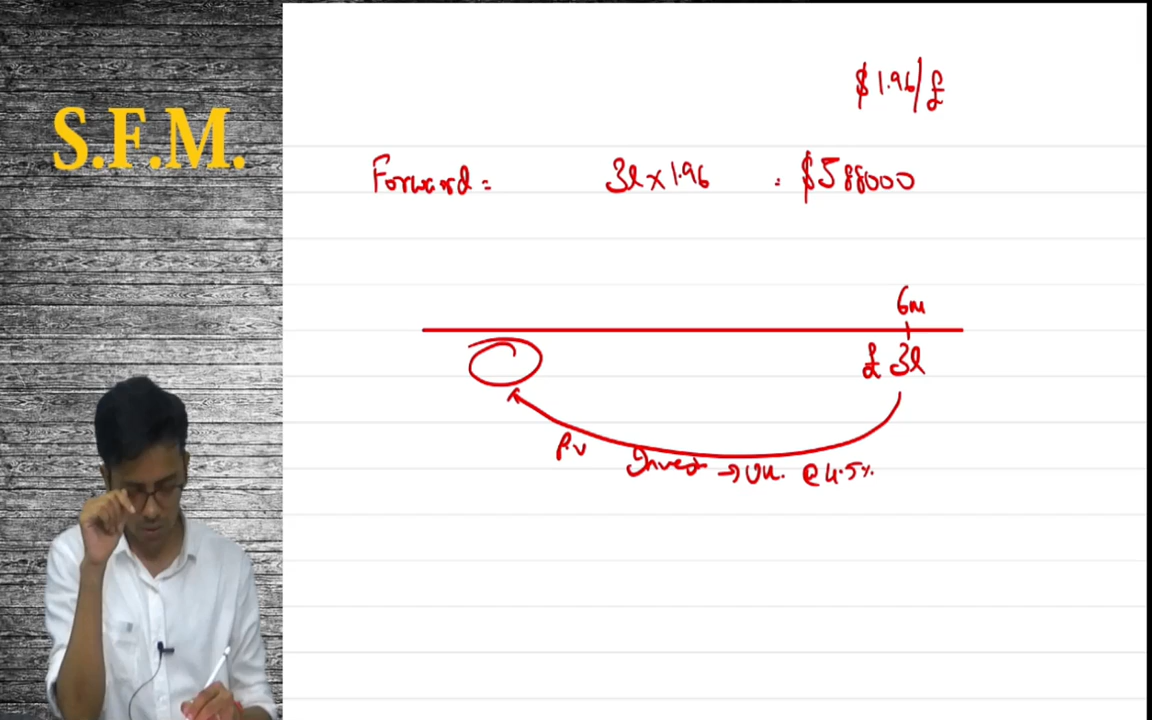 S.F.M.
$1.96/£
Forward = 3l x 1.96 = $588000
6m
£ 3l
PV
Invest → UK. @4.5%